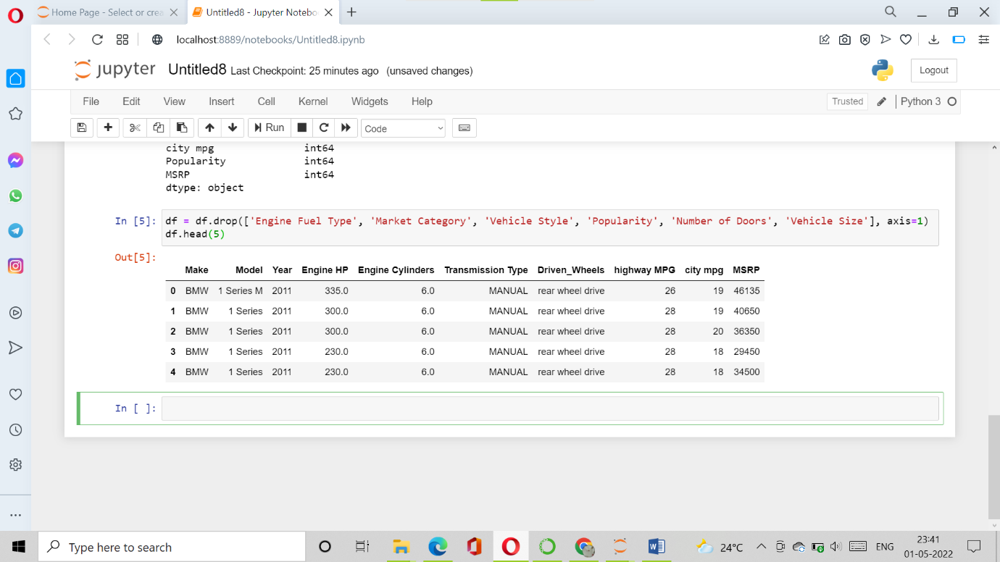 Home Page - Select or crea
Untitled8 - Jupyter Notebo
localhost:8889/notebooks/Untitled8.ipynb
jupyter Untitled8 Last Checkpoint: 25 minutes ago (unsaved changes)
Logout
File Edit View Insert Cell Kernel Widgets Help
Trusted
Python 3
Run
Code
city mpg int64
Popularity int64
MSRP int64
dtype: object
In [5]: df = df.drop(['Engine Fuel Type', 'Market Category', 'Vehicle Style', 'Popularity', 'Number of Doors', 'Vehicle Size'], axis=1)
df.head(5)
Out[5]:
Make Model Year Engine HP Engine Cylinders Transmission Type Driven_Wheels highway MPG city mpg MSRP
0 BMW 1 Series M 2011 335.0 6.0 MANUAL rear wheel drive 26 19 46135
1 BMW 1 Series 2011 300.0 6.0 MANUAL rear wheel drive 28 19 40650
2 BMW 1 Series 2011 300.0 6.0 MANUAL rear wheel drive 28 20 36350
3 BMW 1 Series 2011 230.0 6.0 MANUAL rear wheel drive 28 18 29450
4 BMW 1 Series 2011 230.0 6.0 MANUAL rear wheel drive 28 18 34500
In [ ]:
Type here to search
24°C
ENG
23:41
01-05-2022